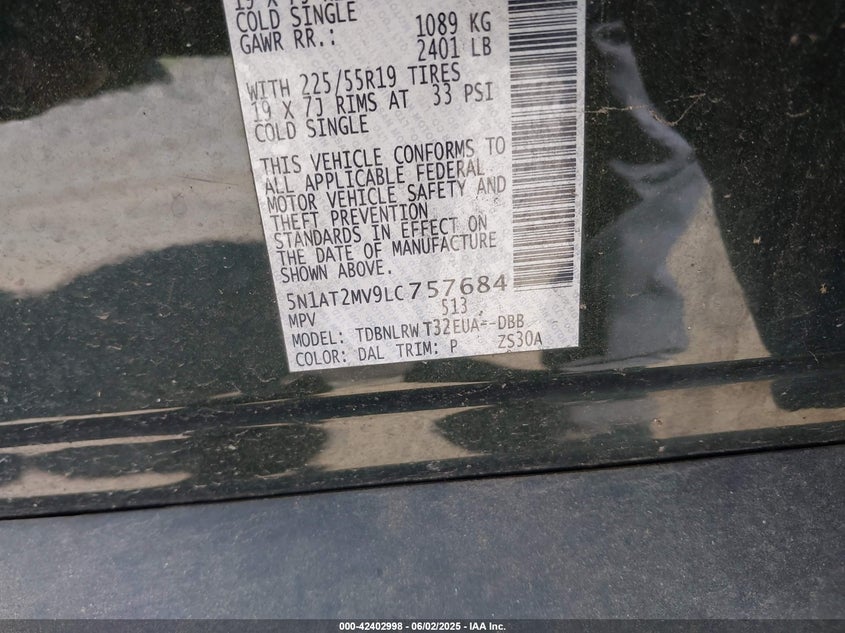 COLD SINGLE
GAWR RR.: 1089 KG
2401 LB
WITH 225/55R19 TIRES
19 X 7J RIMS AT 33 PSI
COLD SINGLE
THIS VEHICLE CONFORMS TO
ALL APPLICABLE FEDERAL
MOTOR VEHICLE SAFETY AND
THEFT PREVENTION
STANDARDS IN EFFECT ON
THE DATE OF MANUFACTURE
SHOWN ABOVE.
5N1AT2MV9LC757684
MPV 513
MODEL: TDBNLRWT32EUA--DBB
COLOR: DAL TRIM: P ZS30A
000-42402998 - 06/02/2025 - IAA Inc.